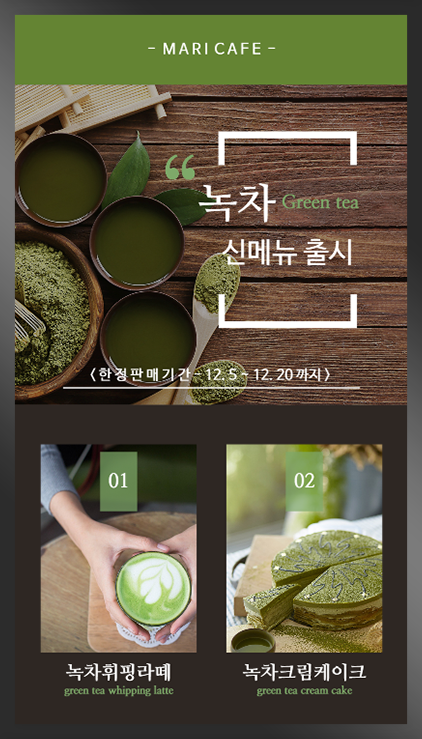 - MARI CAFE -
녹차 Green tea
신메뉴 출시
〈한정판매기간 - 12. 5 ~ 12. 20 까지〉
01
02
녹차휘핑라떼
green tea whipping latte
녹차크림케이크
green tea cream cake